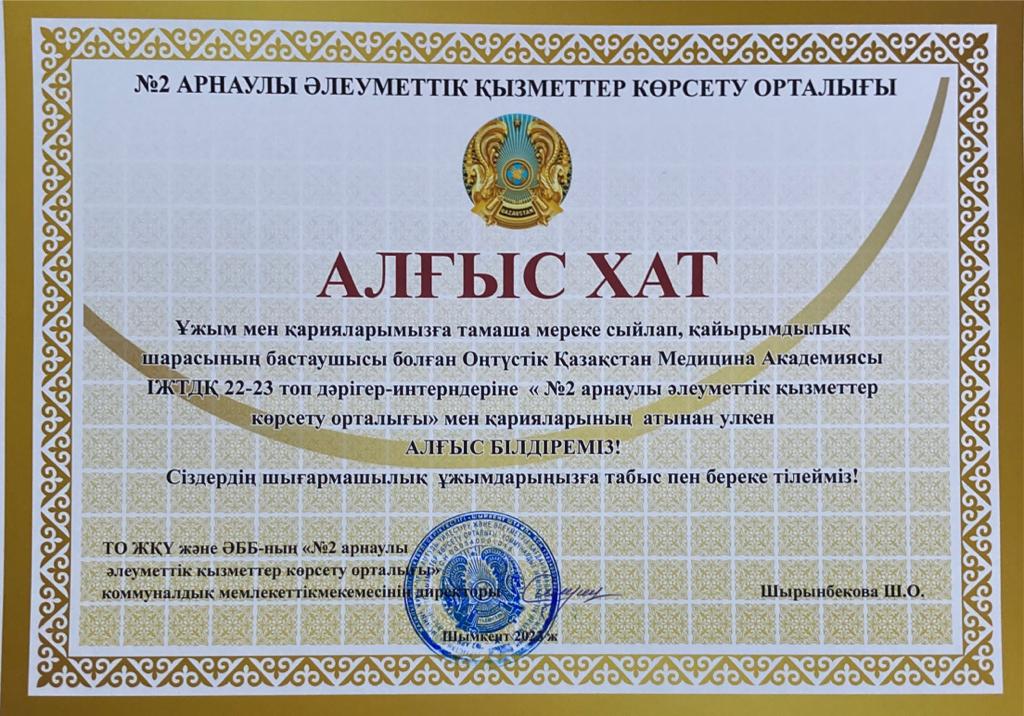 №2 АРНАУЛЫ ӘЛЕУМЕТТІК ҚЫЗМЕТТЕР КӨРСЕТУ ОРТАЛЫҒЫ
QAZAQSTAN
АЛҒЫС ХАТ
Ұжым мен қарияларымызға тамаша мереке сыйлап, қайырымдылық
шарасының бастаушысы болған Оңтүстік Қазақстан Медицина Академиясы
ІЖТДҚ 22-23 топ дәрігер-интерндеріне « №2 арнаулы әлеуметтік қызметтер
көрсету орталығы» мен қарияларының атынан улкен
АЛҒЫС БІЛДІРЕМІЗ!
Сіздердің шығармашылық ұжымдарыңызға табыс пен береке тілейміз!
ТО ЖҚҮ және ӘББ-ның «№2 арнаулы
әлеуметтік қызметтер көрсету орталығы»
коммуналдық мемлекеттікмекемесінің директоры
Шырынбекова Ш.О.
Шымкент 2023 ж